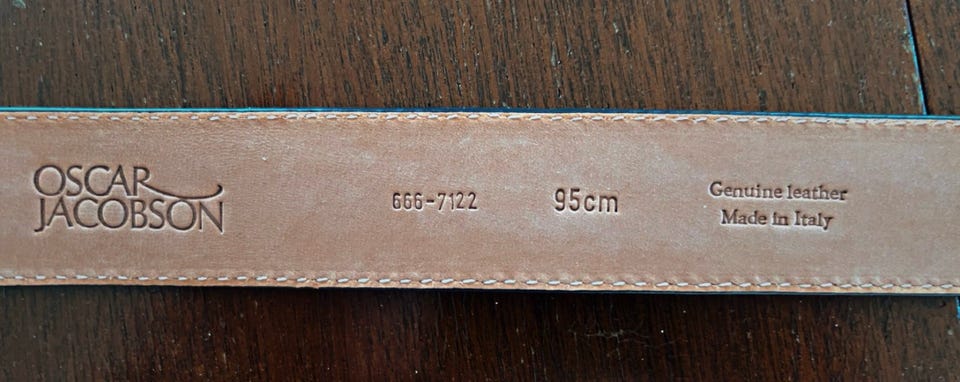 OSCAR
JACOBSON
666-7122
95cm
Genuine leather
Made in Italy